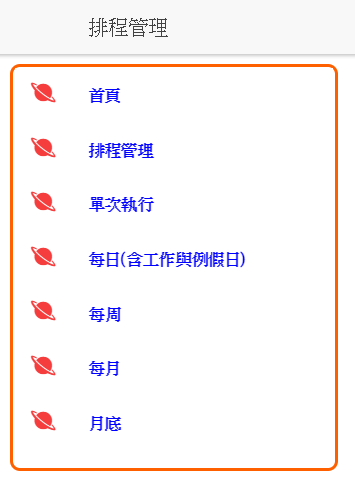 排程管理
首頁
排程管理
單次執行
每日(含工作與例假日)
每周
每月
月底